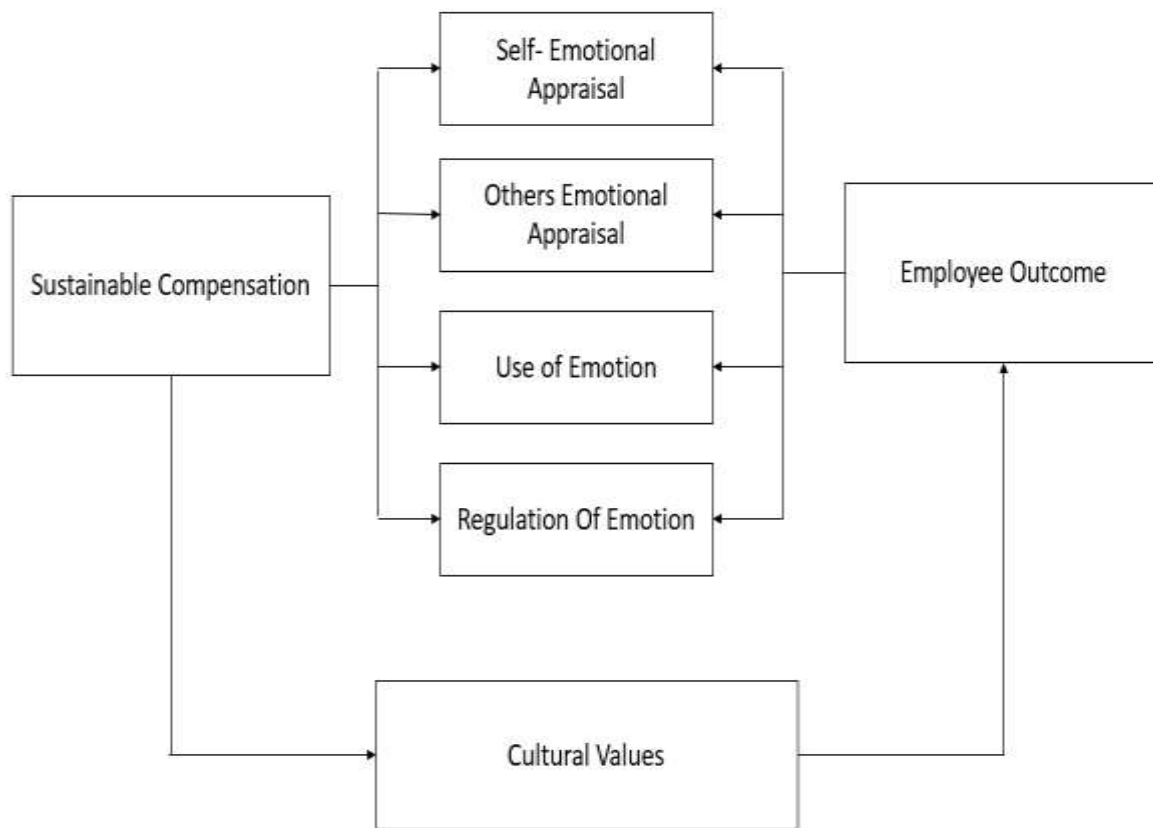 Self- Emotional
Appraisal
Others Emotional
Appraisal
Sustainable Compensation
Employee Outcome
Use of Emotion
Regulation Of Emotion
Cultural Values